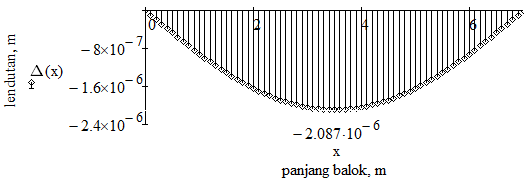 0 2 4 6
−8×10⁻⁷
−1.6×10⁻⁶
−2.4×10⁻⁶
lendutan, m
Δ(x)
−2.087·10⁻⁶
x
panjang balok, m